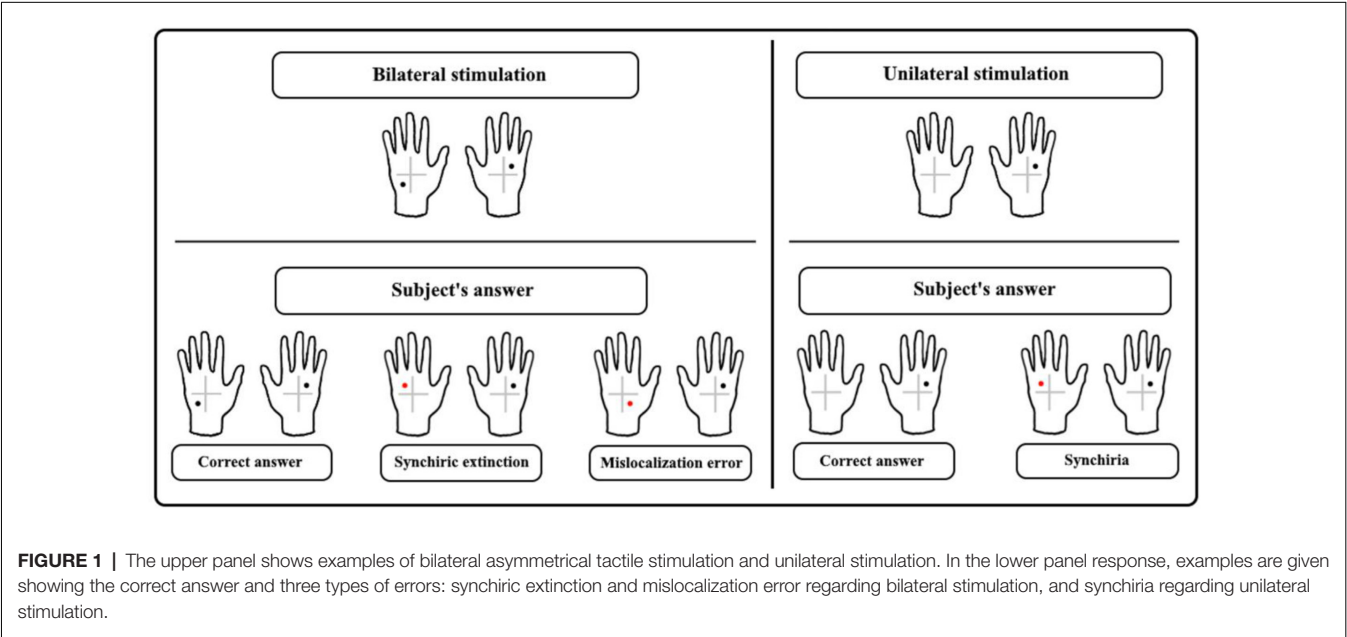 Bilateral stimulation
Unilateral stimulation
Subject's answer
Subject's answer
Correct answer
Synchiric extinction
Mislocalization error
Correct answer
Synchiria
FIGURE 1 | The upper panel shows examples of bilateral asymmetrical tactile stimulation and unilateral stimulation. In the lower panel response, examples are given
showing the correct answer and three types of errors: synchiric extinction and mislocalization error regarding bilateral stimulation, and synchiria regarding unilateral
stimulation.